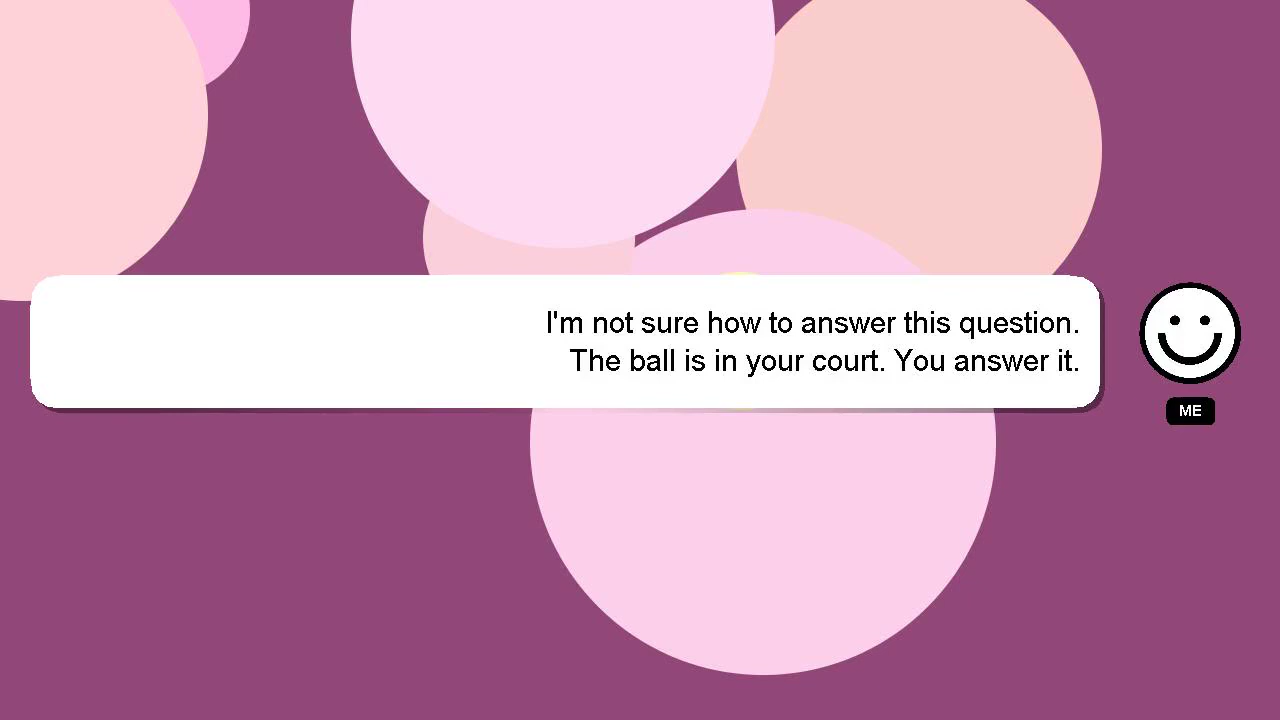 I'm not sure how to answer this question.
The ball is in your court. You answer it.
ME